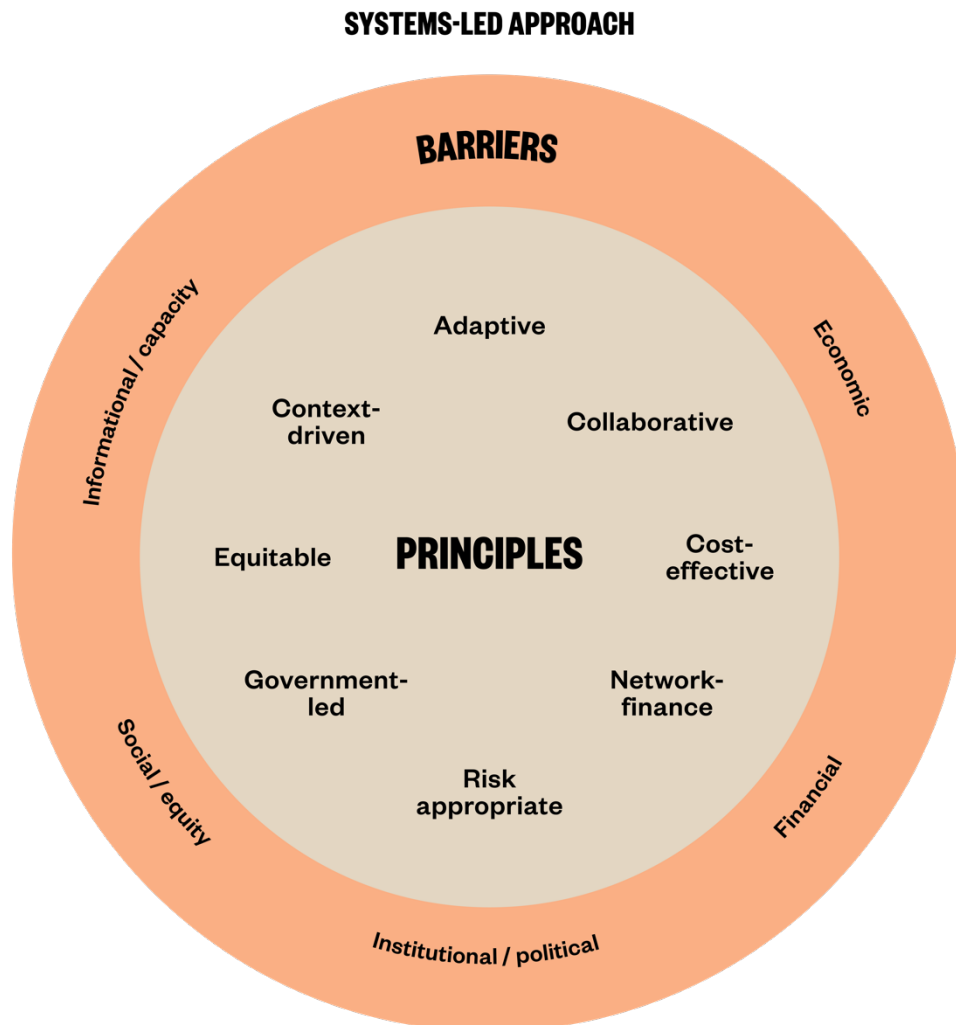 SYSTEMS-LED APPROACH
BARRIERS
Informational / capacity
Economic
Adaptive
Context-
driven
Collaborative
Equitable
PRINCIPLES
Cost-
effective
Government-
led
Network-
finance
Risk
appropriate
Social / equity
Financial
Institutional / political